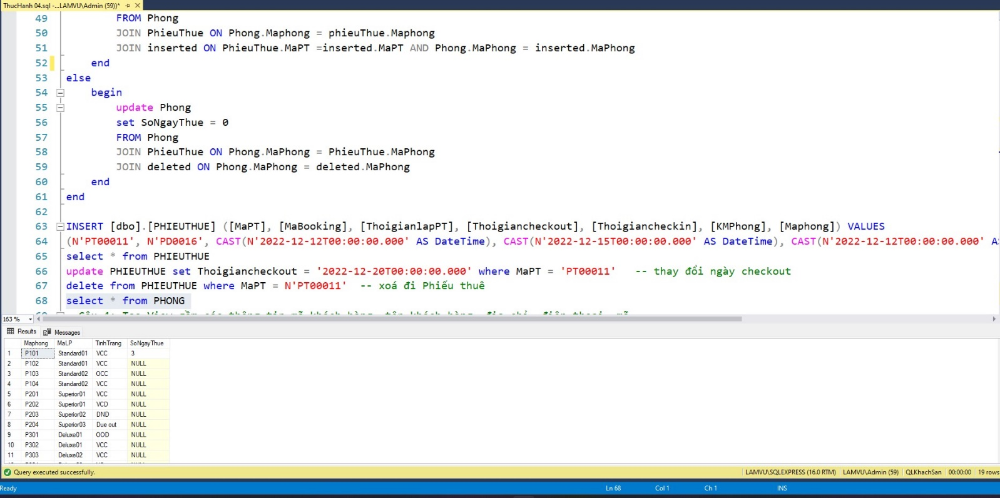 ThucHanh 04.sql -...LAMVU\Admin (59))*
49 FROM Phong
50 JOIN PhieuThue ON Phong.Maphong = phieuThue.Maphong
51 JOIN inserted ON PhieuThue.MaPT =inserted.MaPT AND Phong.MaPhong = inserted.MaPhong
52 end
53 else
54 begin
55 update Phong
56 set SoNgayThue = 0
57 FROM Phong
58 JOIN PhieuThue ON Phong.MaPhong = PhieuThue.MaPhong
59 JOIN deleted ON Phong.MaPhong = deleted.MaPhong
60 end
61 end
62
63 INSERT [dbo].[PHIEUTHUE] ([MaPT], [MaBooking], [ThoigianlapPT], [Thoigiancheckout], [Thoigiancheckin], [KMPhong], [Maphong]) VALUES
64 (N'PT00011', N'PD0016', CAST(N'2022-12-12T00:00:00.000' AS DateTime), CAST(N'2022-12-15T00:00:00.000' AS DateTime), CAST(N'2022-12-12T00:00:00.000' AS
65 select * from PHIEUTHUE
66 update PHIEUTHUE set Thoigiancheckout = '2022-12-20T00:00:00.000' where MaPT = 'PT00011' -- thay đổi ngày checkout
67 delete from PHIEUTHUE where MaPT = N'PT00011' -- xoá đi Phiếu thuê
68 select * from PHONG
163 %
Results Messages
Maphong MaLP TinhTrang SoNgayThue
1 P101 Standard01 VCC 3
2 P102 Standard01 VCC NULL
3 P103 Standard02 OCC NULL
4 P104 Standard02 VCC NULL
5 P201 Superior01 VCC NULL
6 P202 Superior01 VCD NULL
7 P203 Superior02 DND NULL
8 P204 Superior03 Due out NULL
9 P301 Deluxe01 OOD NULL
10 P302 Deluxe01 VCC NULL
11 P303 Deluxe02 VCC NULL
Query executed successfully. LAMVU\SQLEXPRESS (16.0 RTM) LAMVU\Admin (59) QLKhachSan 00:00:00 19 rows
Ready Ln 68 Col 1 Ch 1 INS